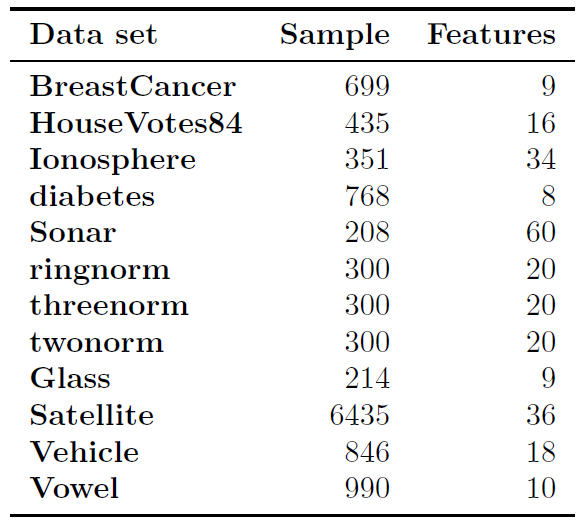 Data set Sample Features
BreastCancer 699 9
HouseVotes84 435 16
Ionosphere 351 34
diabetes 768 8
Sonar 208 60
ringnorm 300 20
threenorm 300 20
twonorm 300 20
Glass 214 9
Satellite 6435 36
Vehicle 846 18
Vowel 990 10